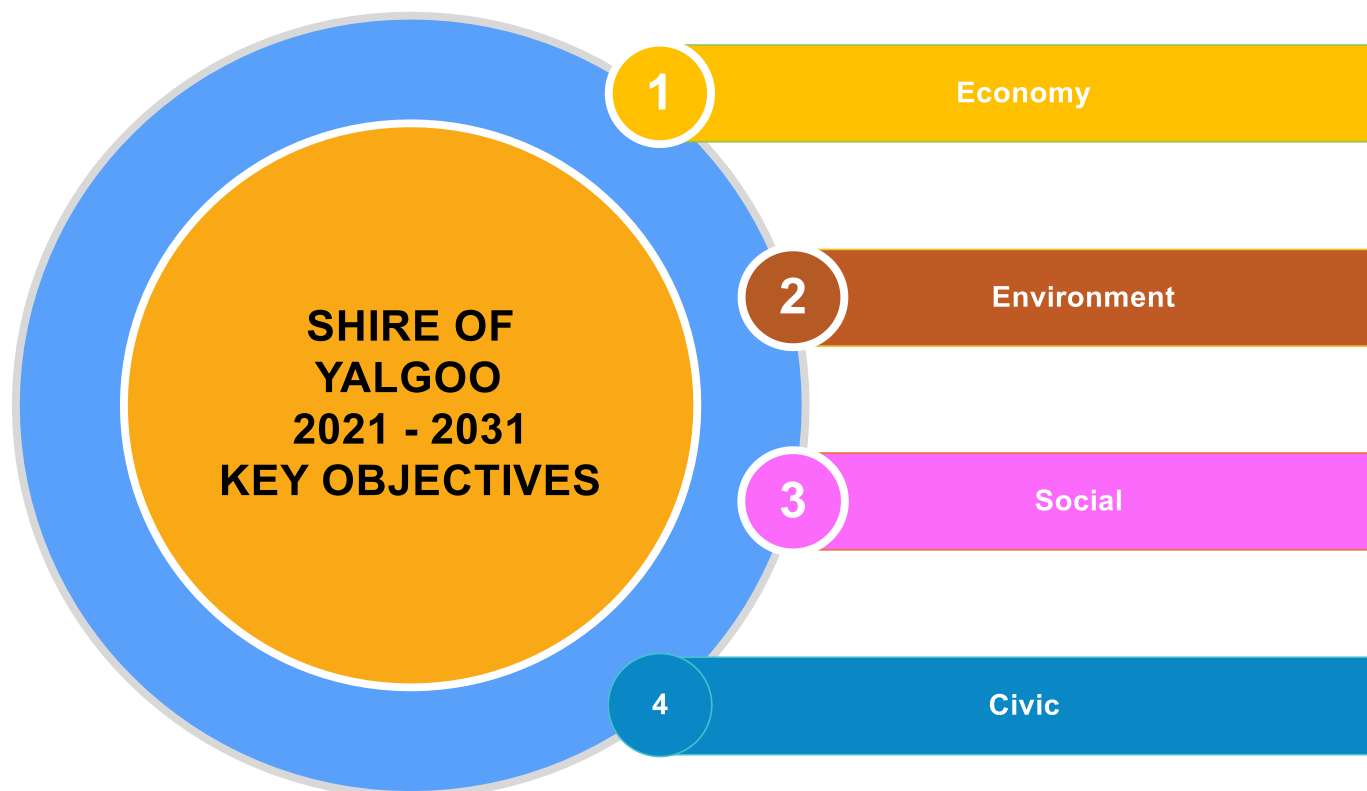 SHIRE OF
YALGOO
2021 - 2031
KEY OBJECTIVES
1
Economy
2
Environment
3
Social
4
Civic